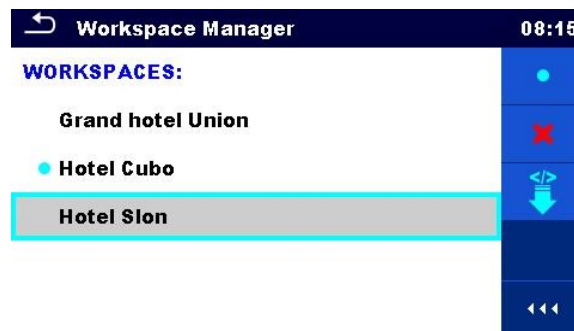 Workspace Manager
08:15
WORKSPACES:
Grand hotel Union
Hotel Cubo
Hotel Slon
</>